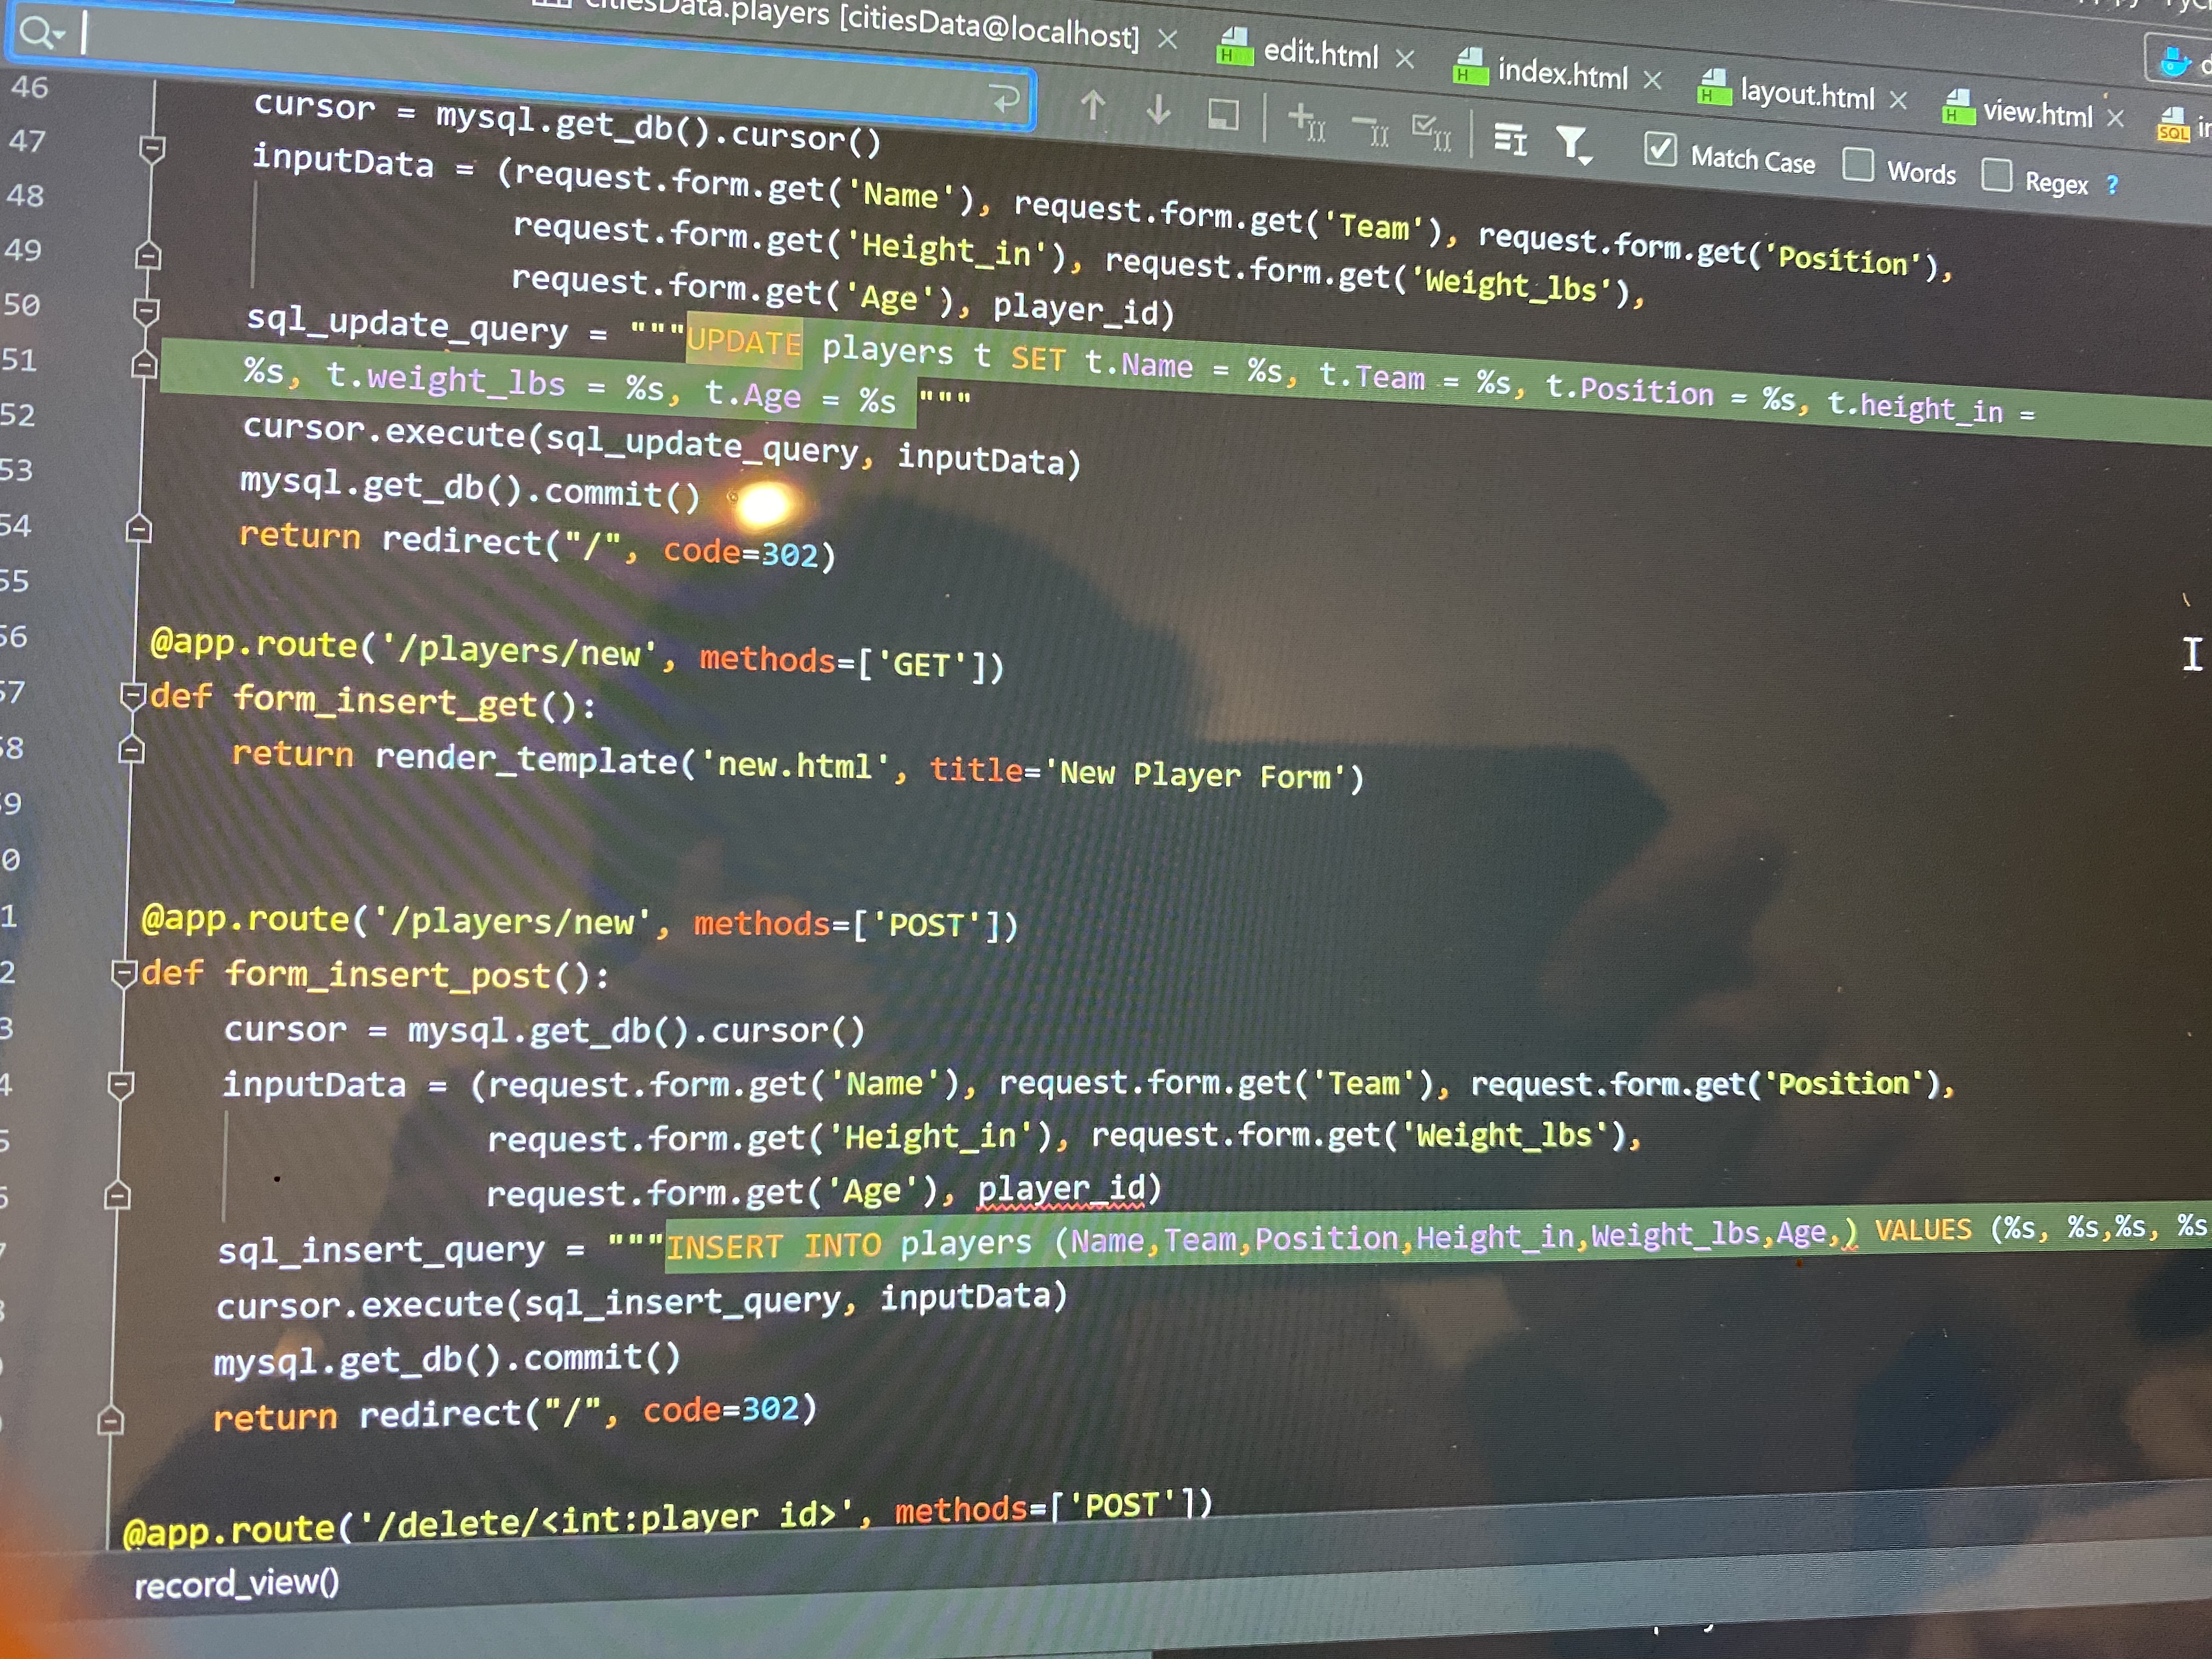 citiesData.players [citiesData@localhost] edit.html index.html layout.html view.html
Match Case Words Regex ?
46 cursor = mysql.get_db().cursor()
47 inputData = (request.form.get('Name'), request.form.get('Team'), request.form.get('Position'),
48 request.form.get('Height_in'), request.form.get('Weight_lbs'),
49 request.form.get('Age'), player_id)
50 sql_update_query = """UPDATE players t SET t.Name = %s, t.Team = %s, t.Position = %s, t.height_in =
51 %s, t.weight_lbs = %s, t.Age = %s """
52 cursor.execute(sql_update_query, inputData)
53 mysql.get_db().commit()
54 return redirect("/", code=302)
55
56 @app.route('/players/new', methods=['GET'])
57 def form_insert_get():
58 return render_template('new.html', title='New Player Form')
9
0
1 @app.route('/players/new', methods=['POST'])
2 def form_insert_post():
3 cursor = mysql.get_db().cursor()
4 inputData = (request.form.get('Name'), request.form.get('Team'), request.form.get('Position'),
5 request.form.get('Height_in'), request.form.get('Weight_lbs'),
request.form.get('Age'), player_id)
7 sql_insert_query = """INSERT INTO players (Name,Team,Position,Height_in,Weight_lbs,Age,) VALUES (%s, %s,%s, %s
cursor.execute(sql_insert_query, inputData)
mysql.get_db().commit()
return redirect("/", code=302)
@app.route('/delete/<int:player_id>', methods=['POST'])
record_view()